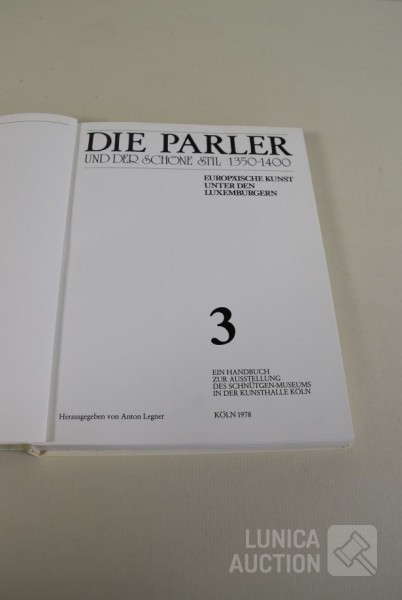 DIE PARLER
UND DER SCHÖNE STIL 1350-1400
EUROPÄISCHE KUNST
UNTER DEN
LUXEMBURGERN
3
EIN HANDBUCH
ZUR AUSSTELLUNG
DES SCHNÜTGEN-MUSEUMS
IN DER KUNSTHALLE KÖLN
Herausgegeben von Anton Legner
KÖLN 1978
LUNICA
AUCTION